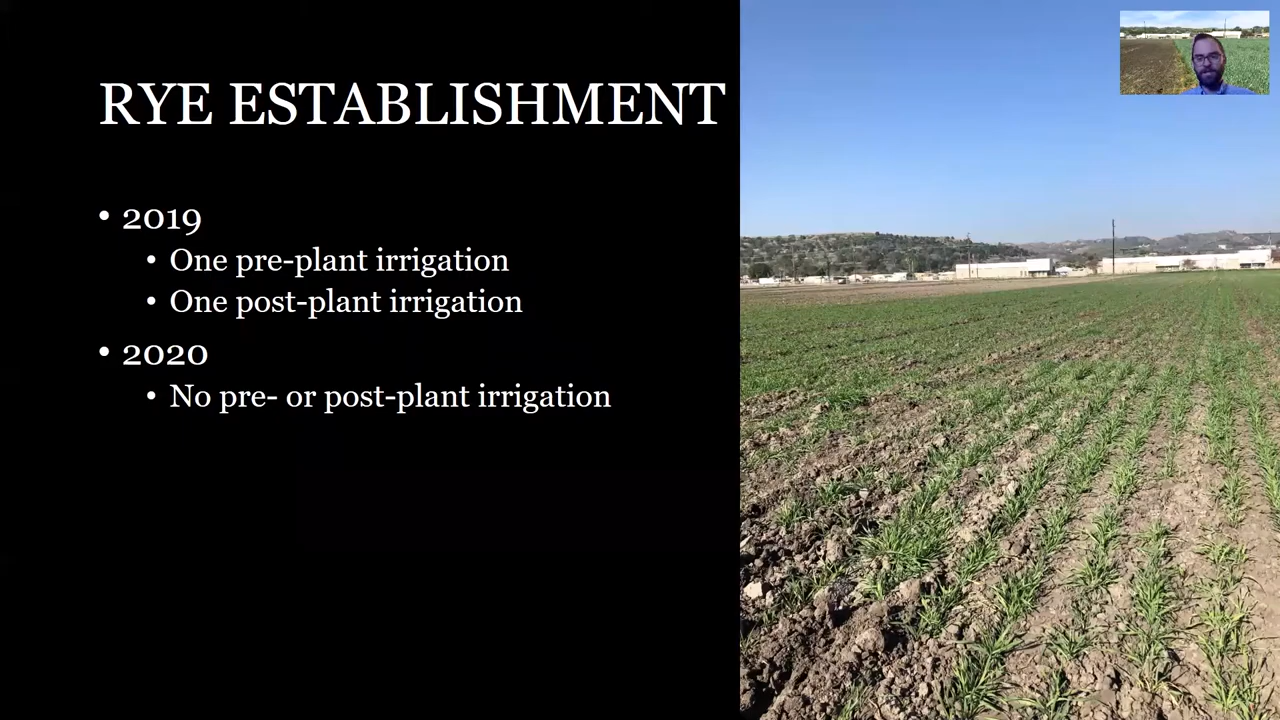 RYE ESTABLISHMENT
• 2019
• One pre-plant irrigation
• One post-plant irrigation
• 2020
• No pre- or post-plant irrigation